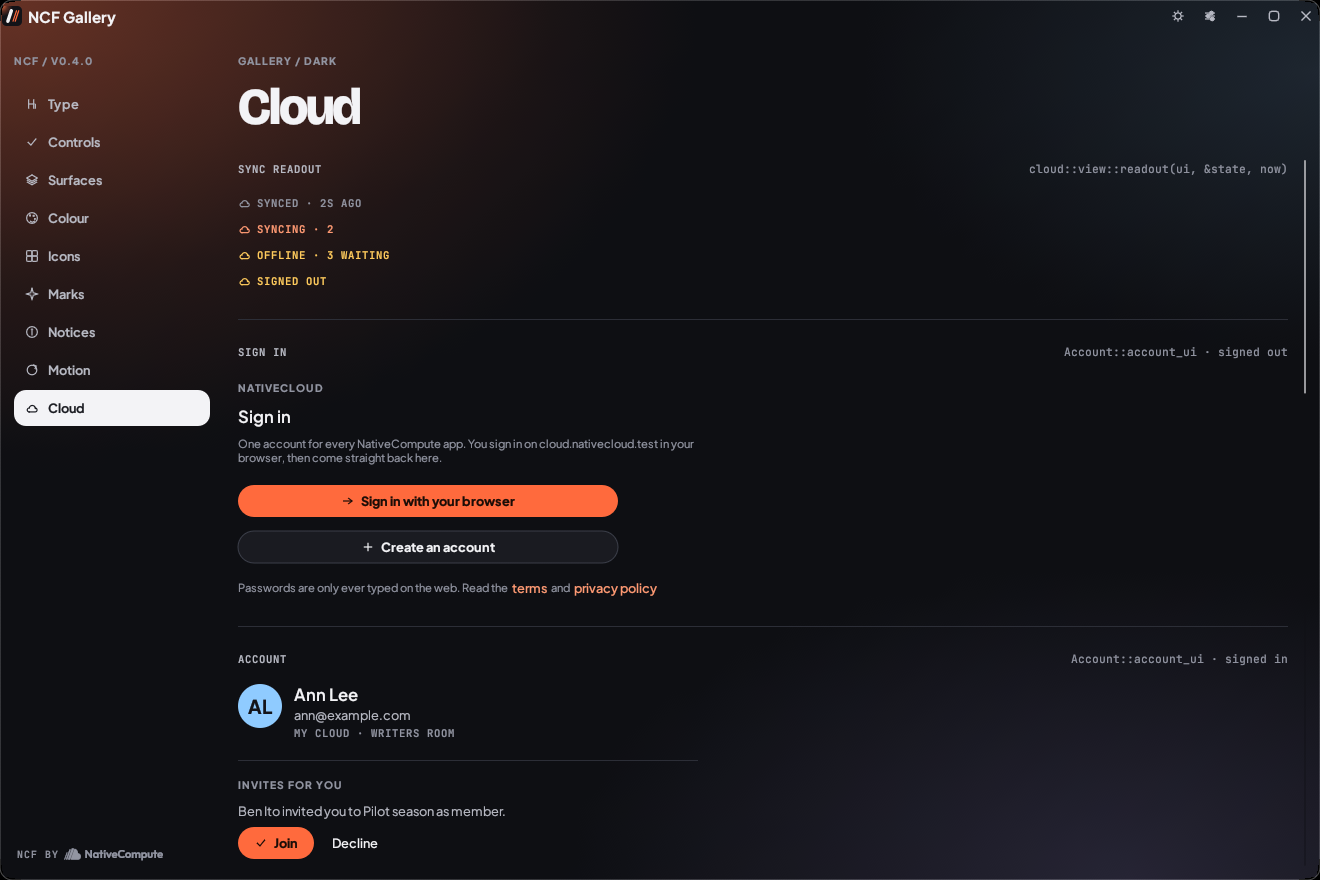 NCF Gallery
NCF / V0.4.0
Type
Controls
Surfaces
Colour
Icons
Marks
Notices
Motion
Cloud
NCF BY NativeCompute
GALLERY / DARK
Cloud
SYNC READOUT
cloud::view::readout(ui, &state, now)
SYNCED · 2S AGO
SYNCING · 2
OFFLINE · 3 WAITING
SIGNED OUT
SIGN IN
Account::account_ui · signed out
NATIVECLOUD
Sign in
One account for every NativeCompute app. You sign in on cloud.nativecloud.test in your
browser, then come straight back here.
Sign in with your browser
Create an account
Passwords are only ever typed on the web. Read the terms and privacy policy
ACCOUNT
Account::account_ui · signed in
AL
Ann Lee
ann@example.com
MY CLOUD · WRITERS ROOM
INVITES FOR YOU
Ben Ito invited you to Pilot season as member.
Join
Decline